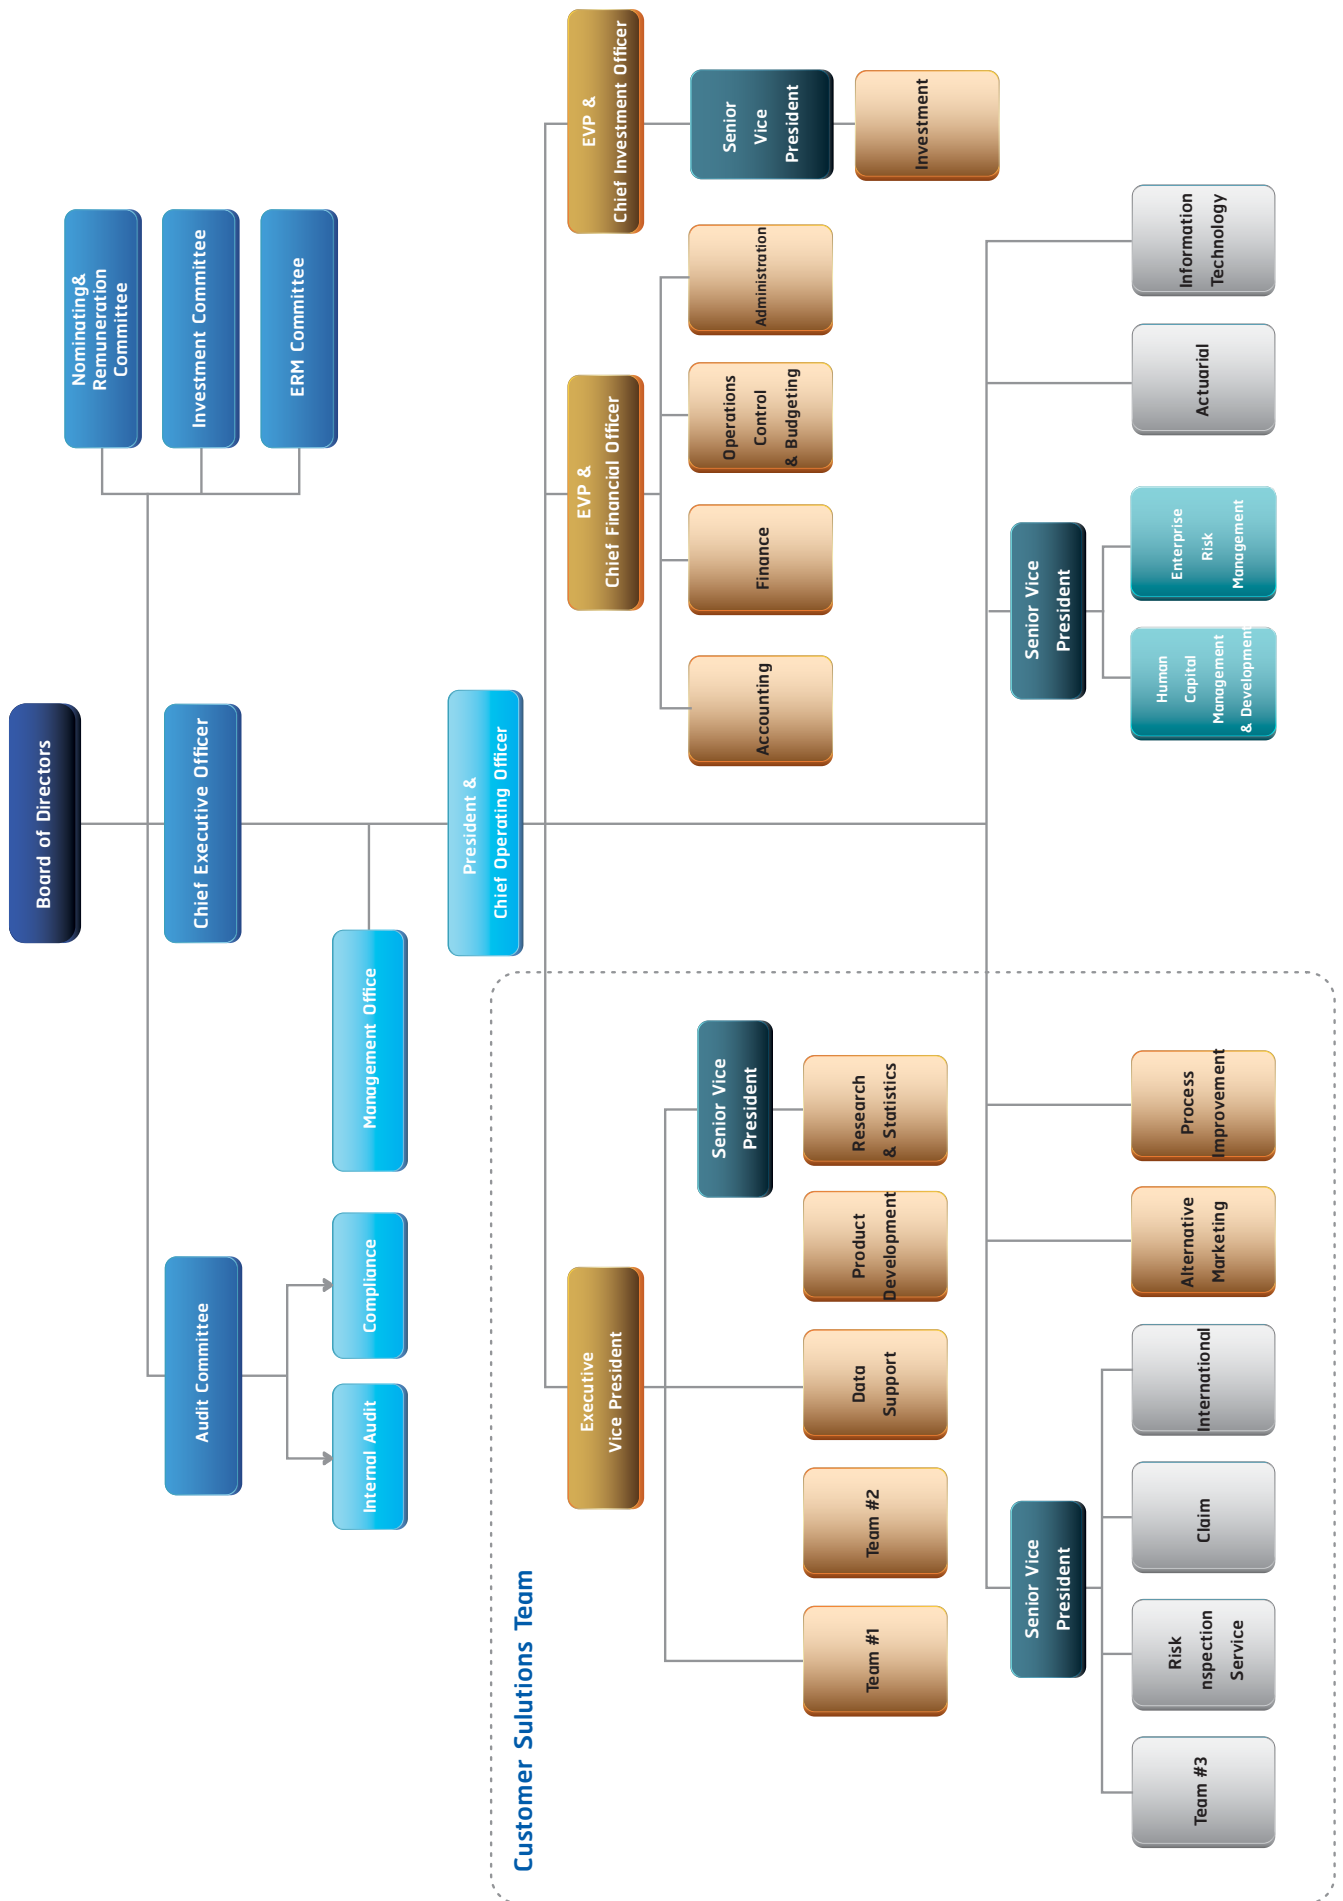 Board of Directors
Nominating&
Remuneration
Committee
Investment Committee
ERM Committee
Audit Committee
Chief Executive Officer
Internal Audit
Compliance
Management Office
President &
Chief Operating Officer
Customer Sulutions Team
Executive
Vice President
EVP &
Chief Financial Officer
EVP &
Chief Investment Officer
Senior Vice
President
Senior
Vice
President
Team #1
Team #2
Data
Support
Product
Development
Research
& Statistics
Accounting
Finance
Operations
Control
& Budgeting
Administration
Investment
Senior Vice
President
Senior Vice
President
Team #3
Risk
nspection
Service
Claim
International
Alternative
Marketing
Process
Improvement
Human
Capital
Management
& Development
Enterprise
Risk
Management
Actuarial
Information
Technology